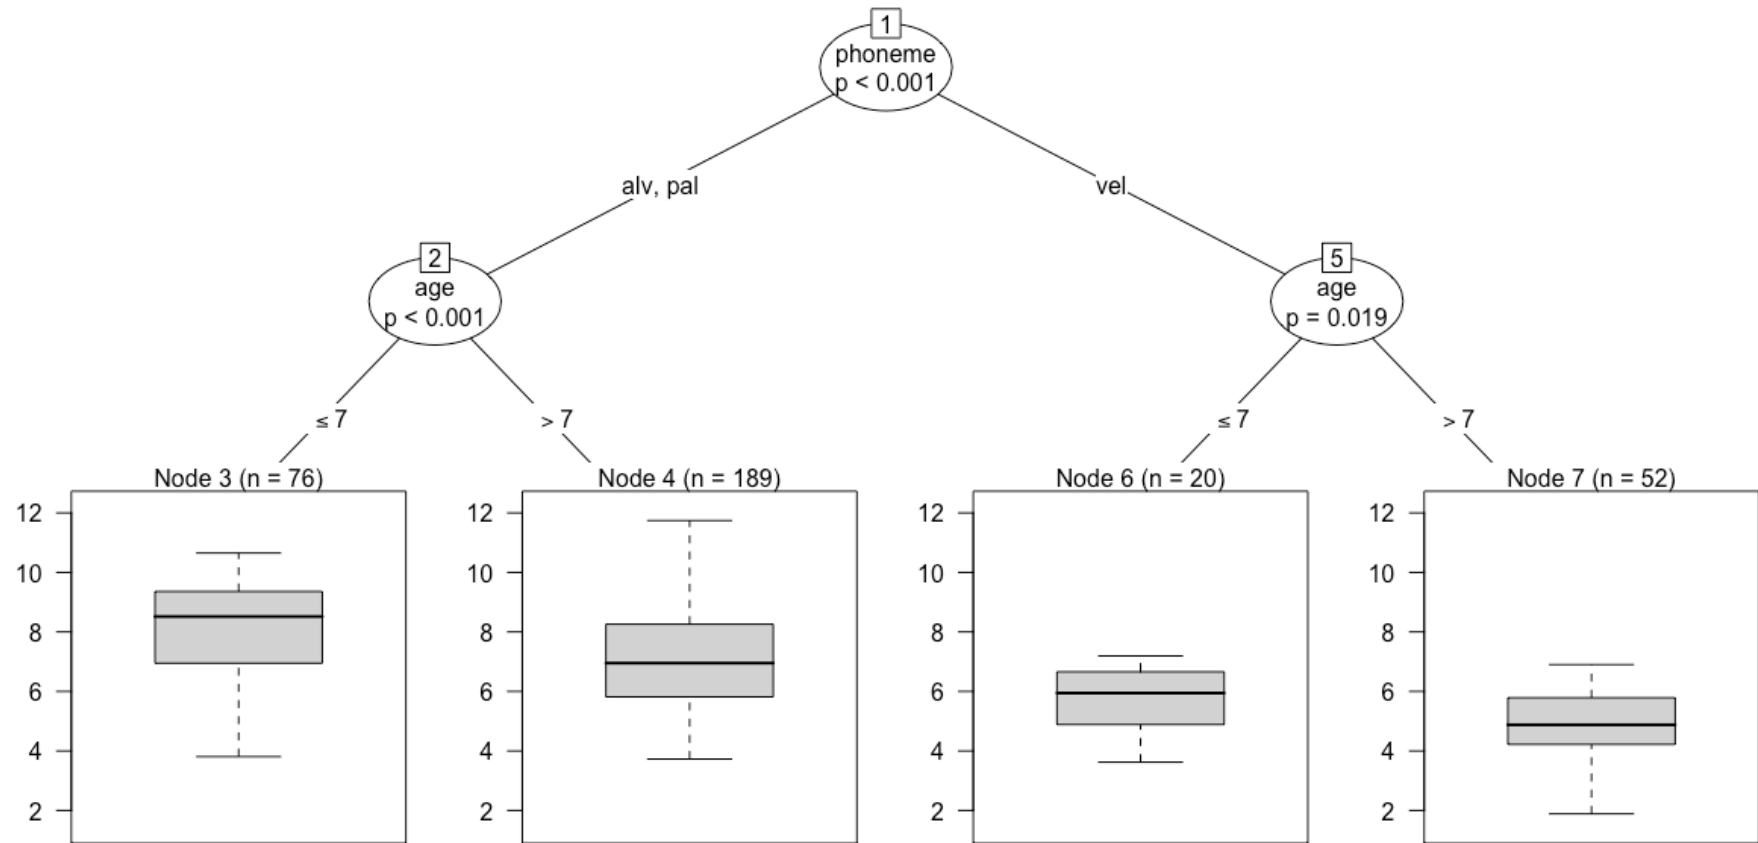 1
phoneme
p < 0.001
alv, pal
vel
2
age
p < 0.001
5
age
p = 0.019
≤ 7
> 7
≤ 7
> 7
Node 3 (n = 76)
Node 4 (n = 189)
Node 6 (n = 20)
Node 7 (n = 52)
12
10
8
6
4
2
12
10
8
6
4
2
12
10
8
6
4
2
12
10
8
6
4
2